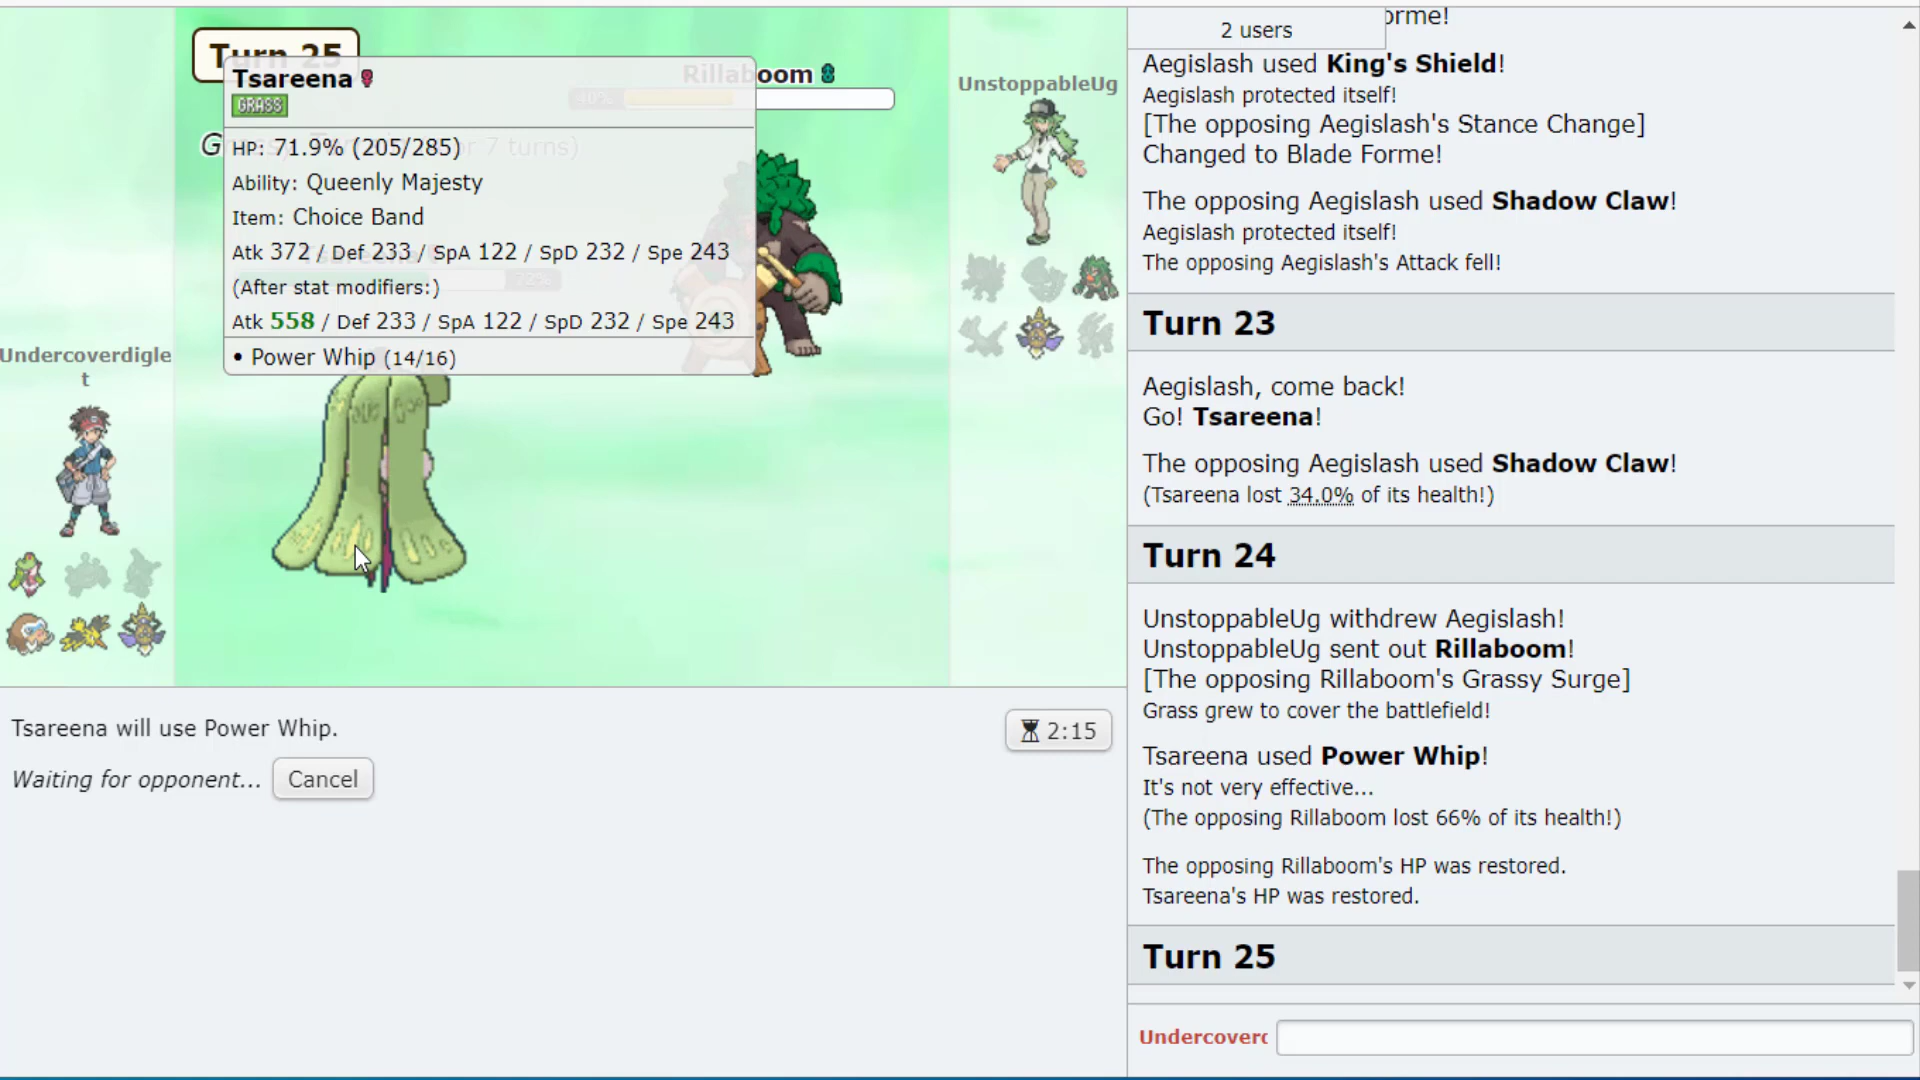 Turn 25
Tsareena
GRASS
HP: 71.9% (205/285)
Ability: Queenly Majesty
Item: Choice Band
Atk 372 / Def 233 / SpA 122 / SpD 232 / Spe 243
(After stat modifiers:)
Atk 558 / Def 233 / SpA 122 / SpD 232 / Spe 243
• Power Whip (14/16)
Rillaboom
40%
7 turns)
72%
Undercoverdigle
t
UnstoppableUg
Tsareena will use Power Whip.
2:15
Waiting for opponent...
Cancel
2 users
orme!
Aegislash used King's Shield!
Aegislash protected itself!
[The opposing Aegislash's Stance Change]
Changed to Blade Forme!
The opposing Aegislash used Shadow Claw!
Aegislash protected itself!
The opposing Aegislash's Attack fell!
Turn 23
Aegislash, come back!
Go! Tsareena!
The opposing Aegislash used Shadow Claw!
(Tsareena lost 34.0% of its health!)
Turn 24
UnstoppableUg withdrew Aegislash!
UnstoppableUg sent out Rillaboom!
[The opposing Rillaboom's Grassy Surge]
Grass grew to cover the battlefield!
Tsareena used Power Whip!
It's not very effective...
(The opposing Rillaboom lost 66% of its health!)
The opposing Rillaboom's HP was restored.
Tsareena's HP was restored.
Turn 25
Undercoverc